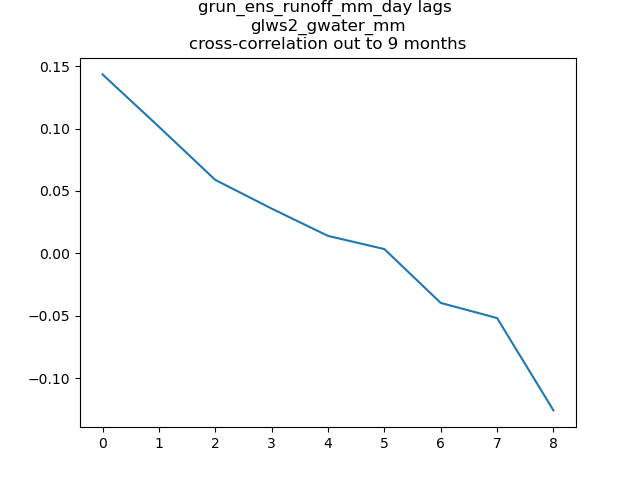 grun_ens_runoff_mm_day lags
glws2_gwater_mm
cross-correlation out to 9 months
0.15
0.10
0.05
0.00
−0.05
−0.10
0 1 2 3 4 5 6 7 8